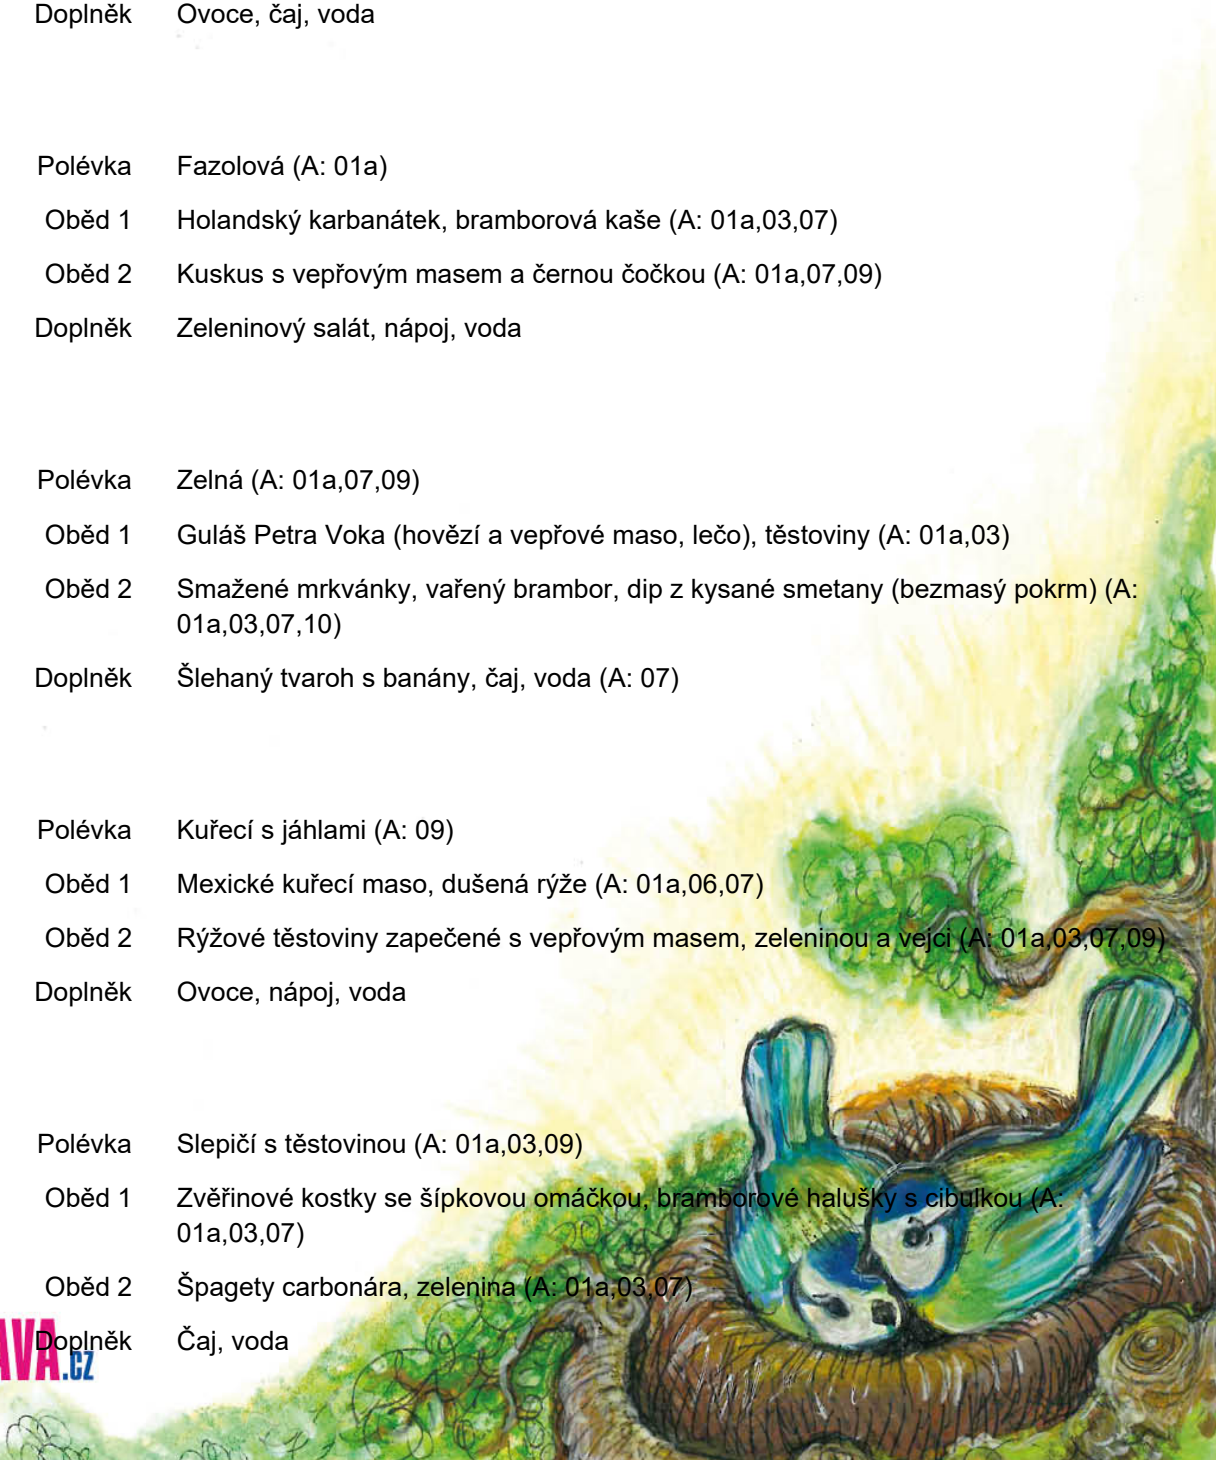 Doplněk Ovoce, čaj, voda
Polévka Fazolová (A: 01a)
Oběd 1 Holandský karbanátek, bramborová kaše (A: 01a,03,07)
Oběd 2 Kuskus s vepřovým masem a černou čočkou (A: 01a,07,09)
Doplněk Zeleninový salát, nápoj, voda
Polévka Zelná (A: 01a,07,09)
Oběd 1 Guláš Petra Voka (hovězí a vepřové maso, lečo), těstoviny (A: 01a,03)
Oběd 2 Smažené mrkvánky, vařený brambor, dip z kysané smetany (bezmasý pokrm) (A:
01a,03,07,10)
Doplněk Šlehaný tvaroh s banány, čaj, voda (A: 07)
Polévka Kuřecí s jáhlami (A: 09)
Oběd 1 Mexické kuřecí maso, dušená rýže (A: 01a,06,07)
Oběd 2 Rýžové těstoviny zapečené s vepřovým masem, zeleninou a vejci (A: 01a,03,07,09)
Doplněk Ovoce, nápoj, voda
Polévka Slepičí s těstovinou (A: 01a,03,09)
Oběd 1 Zvěřinové kostky se šípkovou omáčkou, bramborové halušky s cibulkou (A:
01a,03,07)
Oběd 2 Špagety carbonára, zelenina (A: 01a,03,07)
Doplněk Čaj, voda
AVA.cz